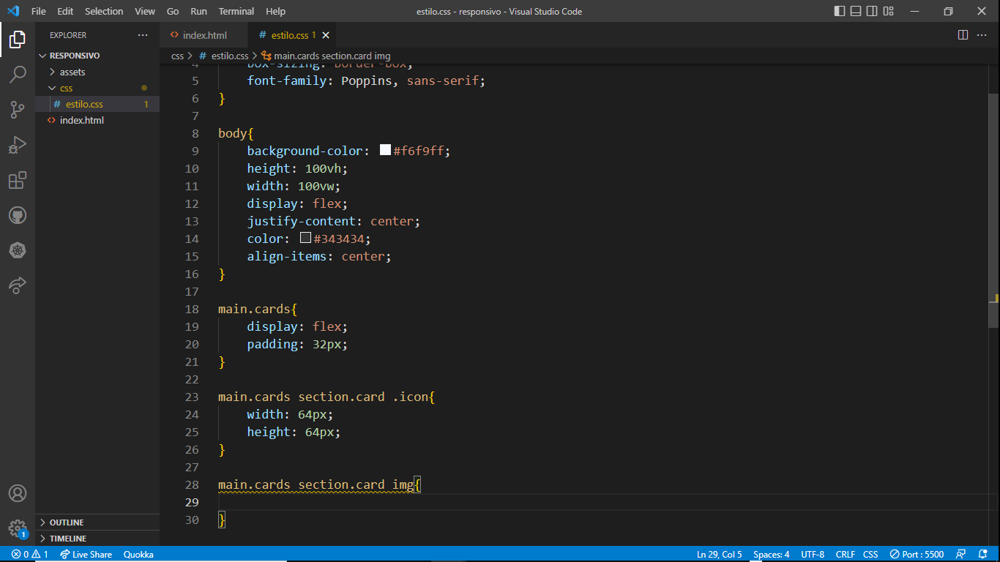 File Edit Selection View Go Run Terminal Help estilo.css - responsivo - Visual Studio Code
EXPLORER
RESPONSIVO
assets
css
# estilo.css 1
<> index.html
OUTLINE
TIMELINE
<> index.html # estilo.css 1
css > # estilo.css > main.cards section.card img
4 box-sizing: border-box;
5 font-family: Poppins, sans-serif;
6 }
7
8 body{
9 background-color: #f6f9ff;
10 height: 100vh;
11 width: 100vw;
12 display: flex;
13 justify-content: center;
14 color: #343434;
15 align-items: center;
16 }
17
18 main.cards{
19 display: flex;
20 padding: 32px;
21 }
22
23 main.cards section.card .icon{
24 width: 64px;
25 height: 64px;
26 }
27
28 main.cards section.card img{
29
30 }
1
0 1 Live Share Quokka Ln 29, Col 5 Spaces: 4 UTF-8 CRLF CSS Port : 5500